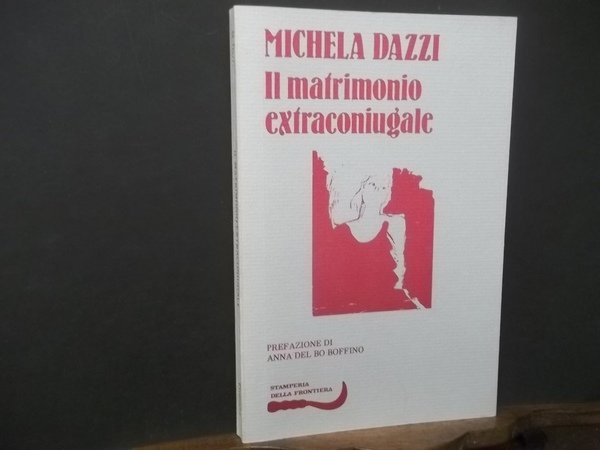 MICHELA DAZZI
Il matrimonio
extraconiugale
PREFAZIONE DI
ANNA DEL BO BOFFINO
STAMPERIA
DELLA FRONTIERA